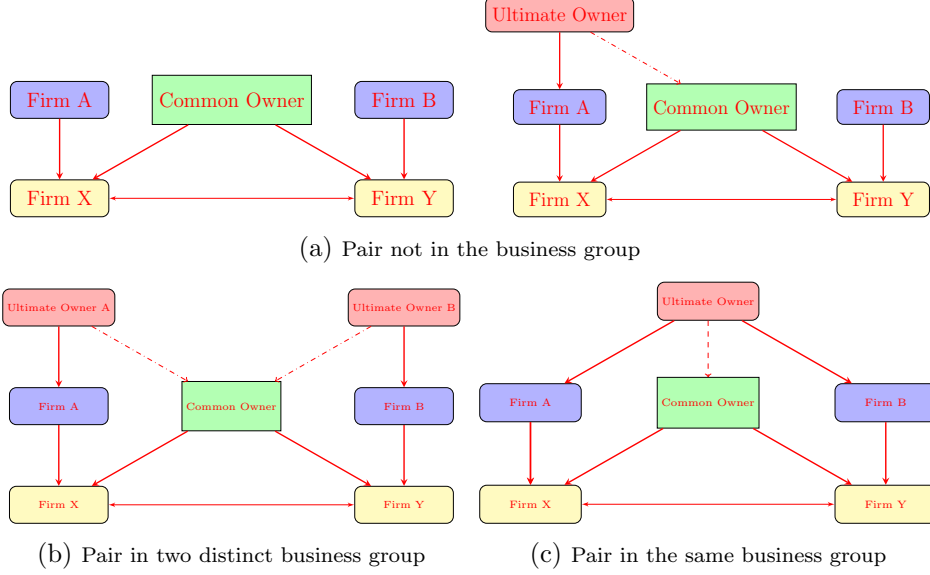 Ultimate Owner
Firm A
Common Owner
Firm B
Firm A
Common Owner
Firm B
Firm X
Firm Y
Firm X
Firm Y
(a) Pair not in the business group
Ultimate Owner A
Ultimate Owner B
Ultimate Owner
Firm A
Common Owner
Firm B
Firm A
Common Owner
Firm B
Firm X
Firm Y
Firm X
Firm Y
(b) Pair in two distinct business group
(c) Pair in the same business group